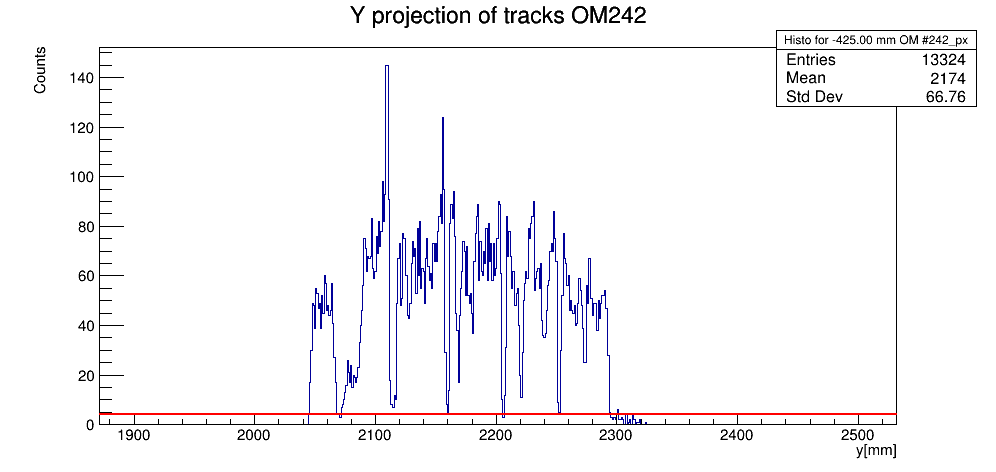 Y projection of tracks OM242
Histo for -425.00 mm OM #242_px
Entries 13324
Mean 2174
Std Dev 66.76
Counts
140
120
100
80
60
40
20
0
1900 2000 2100 2200 2300 2400 2500
y[mm]